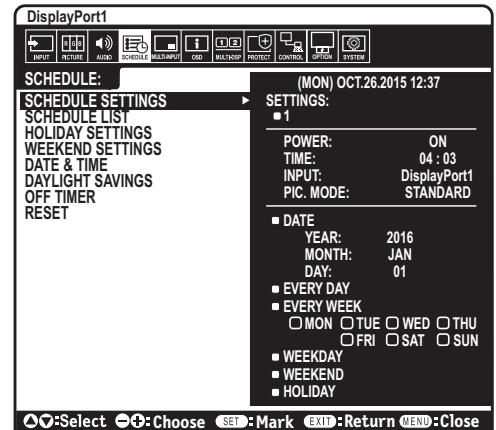 DisplayPort1
INPUT PICTURE AUDIO SCHEDULE MULTI-INPUT OSD MULTI-DSP PROTECT CONTROL OPTION SYSTEM
SCHEDULE:
SCHEDULE SETTINGS
SCHEDULE LIST
HOLIDAY SETTINGS
WEEKEND SETTINGS
DATE & TIME
DAYLIGHT SAVINGS
OFF TIMER
RESET
(MON) OCT.26.2015 12:37
SETTINGS:
1
POWER: ON
TIME: 04 : 03
INPUT: DisplayPort1
PIC. MODE: STANDARD
DATE
YEAR: 2016
MONTH: JAN
DAY: 01
EVERY DAY
EVERY WEEK
MON TUE WED THU
FRI SAT SUN
WEEKDAY
WEEKEND
HOLIDAY
:Select :Choose SET :Mark EXIT :Return MENU :Close